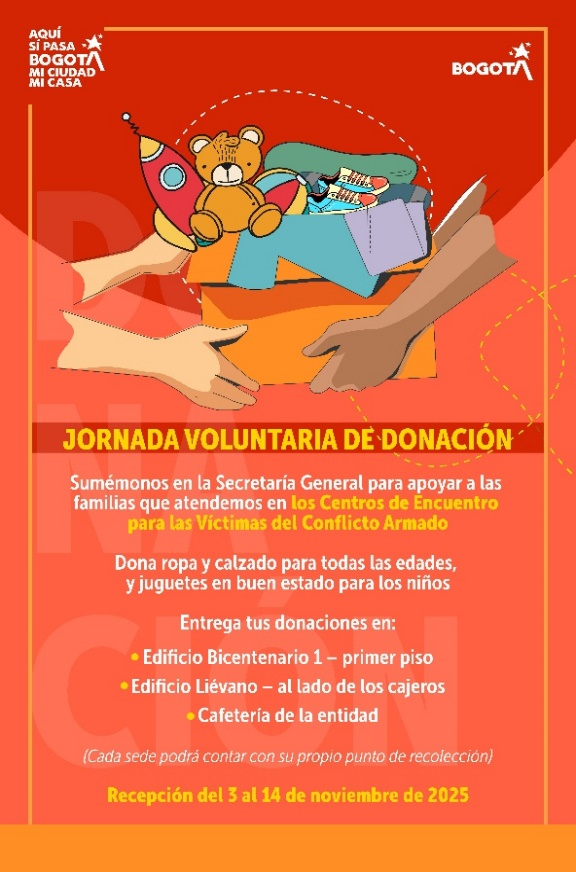 AQUÍ
SÍ PASA
BOGOTÁ
MI CIUDAD
MI CASA
BOGOTÁ
DO
NA
CIÓN
JORNADA VOLUNTARIA DE DONACIÓN
Sumémonos en la Secretaría General para apoyar a las
familias que atendemos en los Centros de Encuentro
para las Víctimas del Conflicto Armado
Dona ropa y calzado para todas las edades,
y juguetes en buen estado para los niños
Entrega tus donaciones en:
• Edificio Bicentenario 1 – primer piso
• Edificio Liévano – al lado de los cajeros
• Cafetería de la entidad
(Cada sede podrá contar con su propio punto de recolección)
Recepción del 3 al 14 de noviembre de 2025